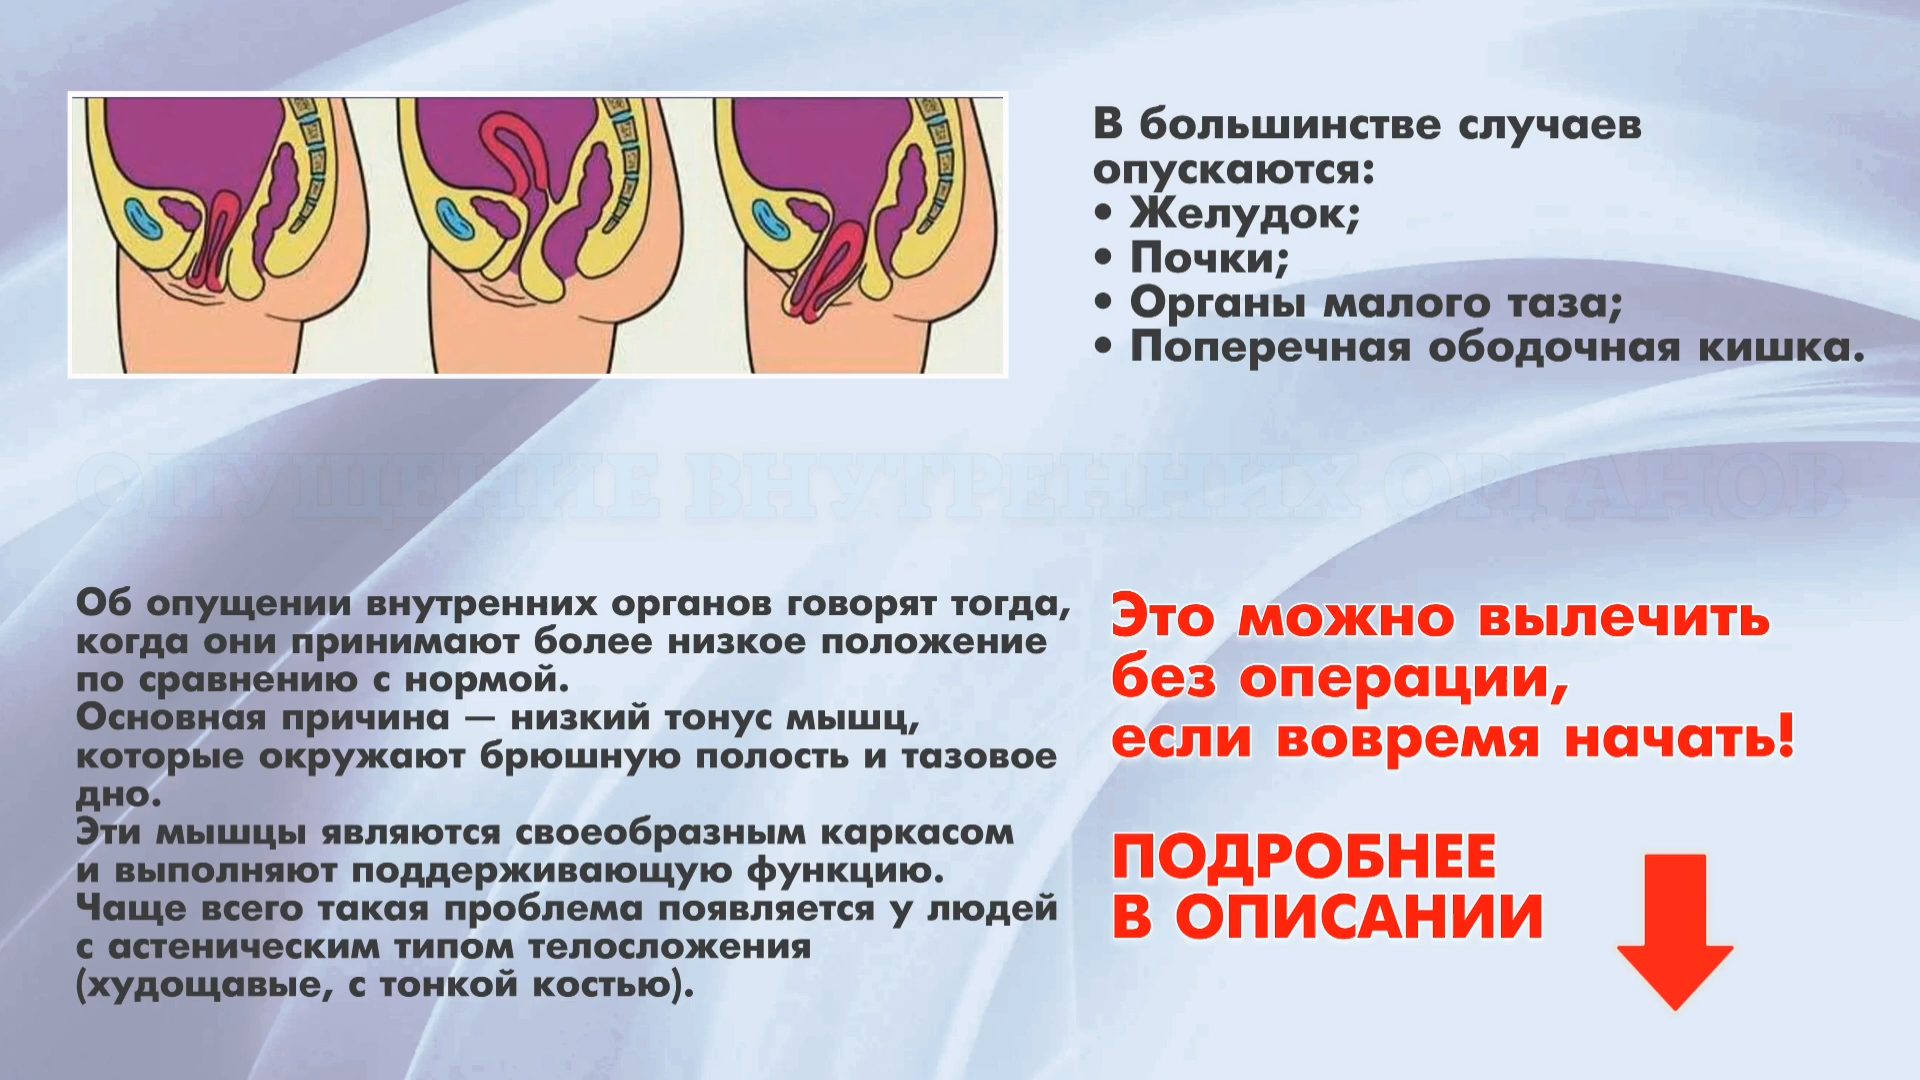 В большинстве случаев
опускаются:
• Желудок;
• Почки;
• Органы малого таза;
• Поперечная ободочная кишка.
ОПУЩЕНИЕ ВНУТРЕННИХ ОРГАНОВ
Об опущении внутренних органов говорят тогда,
когда они принимают более низкое положение
по сравнению с нормой.
Основная причина — низкий тонус мышц,
которые окружают брюшную полость и тазовое
дно.
Эти мышцы являются своеобразным каркасом
и выполняют поддерживающую функцию.
Чаще всего такая проблема появляется у людей
с астеническим типом телосложения
(худощавые, с тонкой костью).
Это можно вылечить
без операции,
если вовремя начать!
ПОДРОБНЕЕ
В ОПИСАНИИ